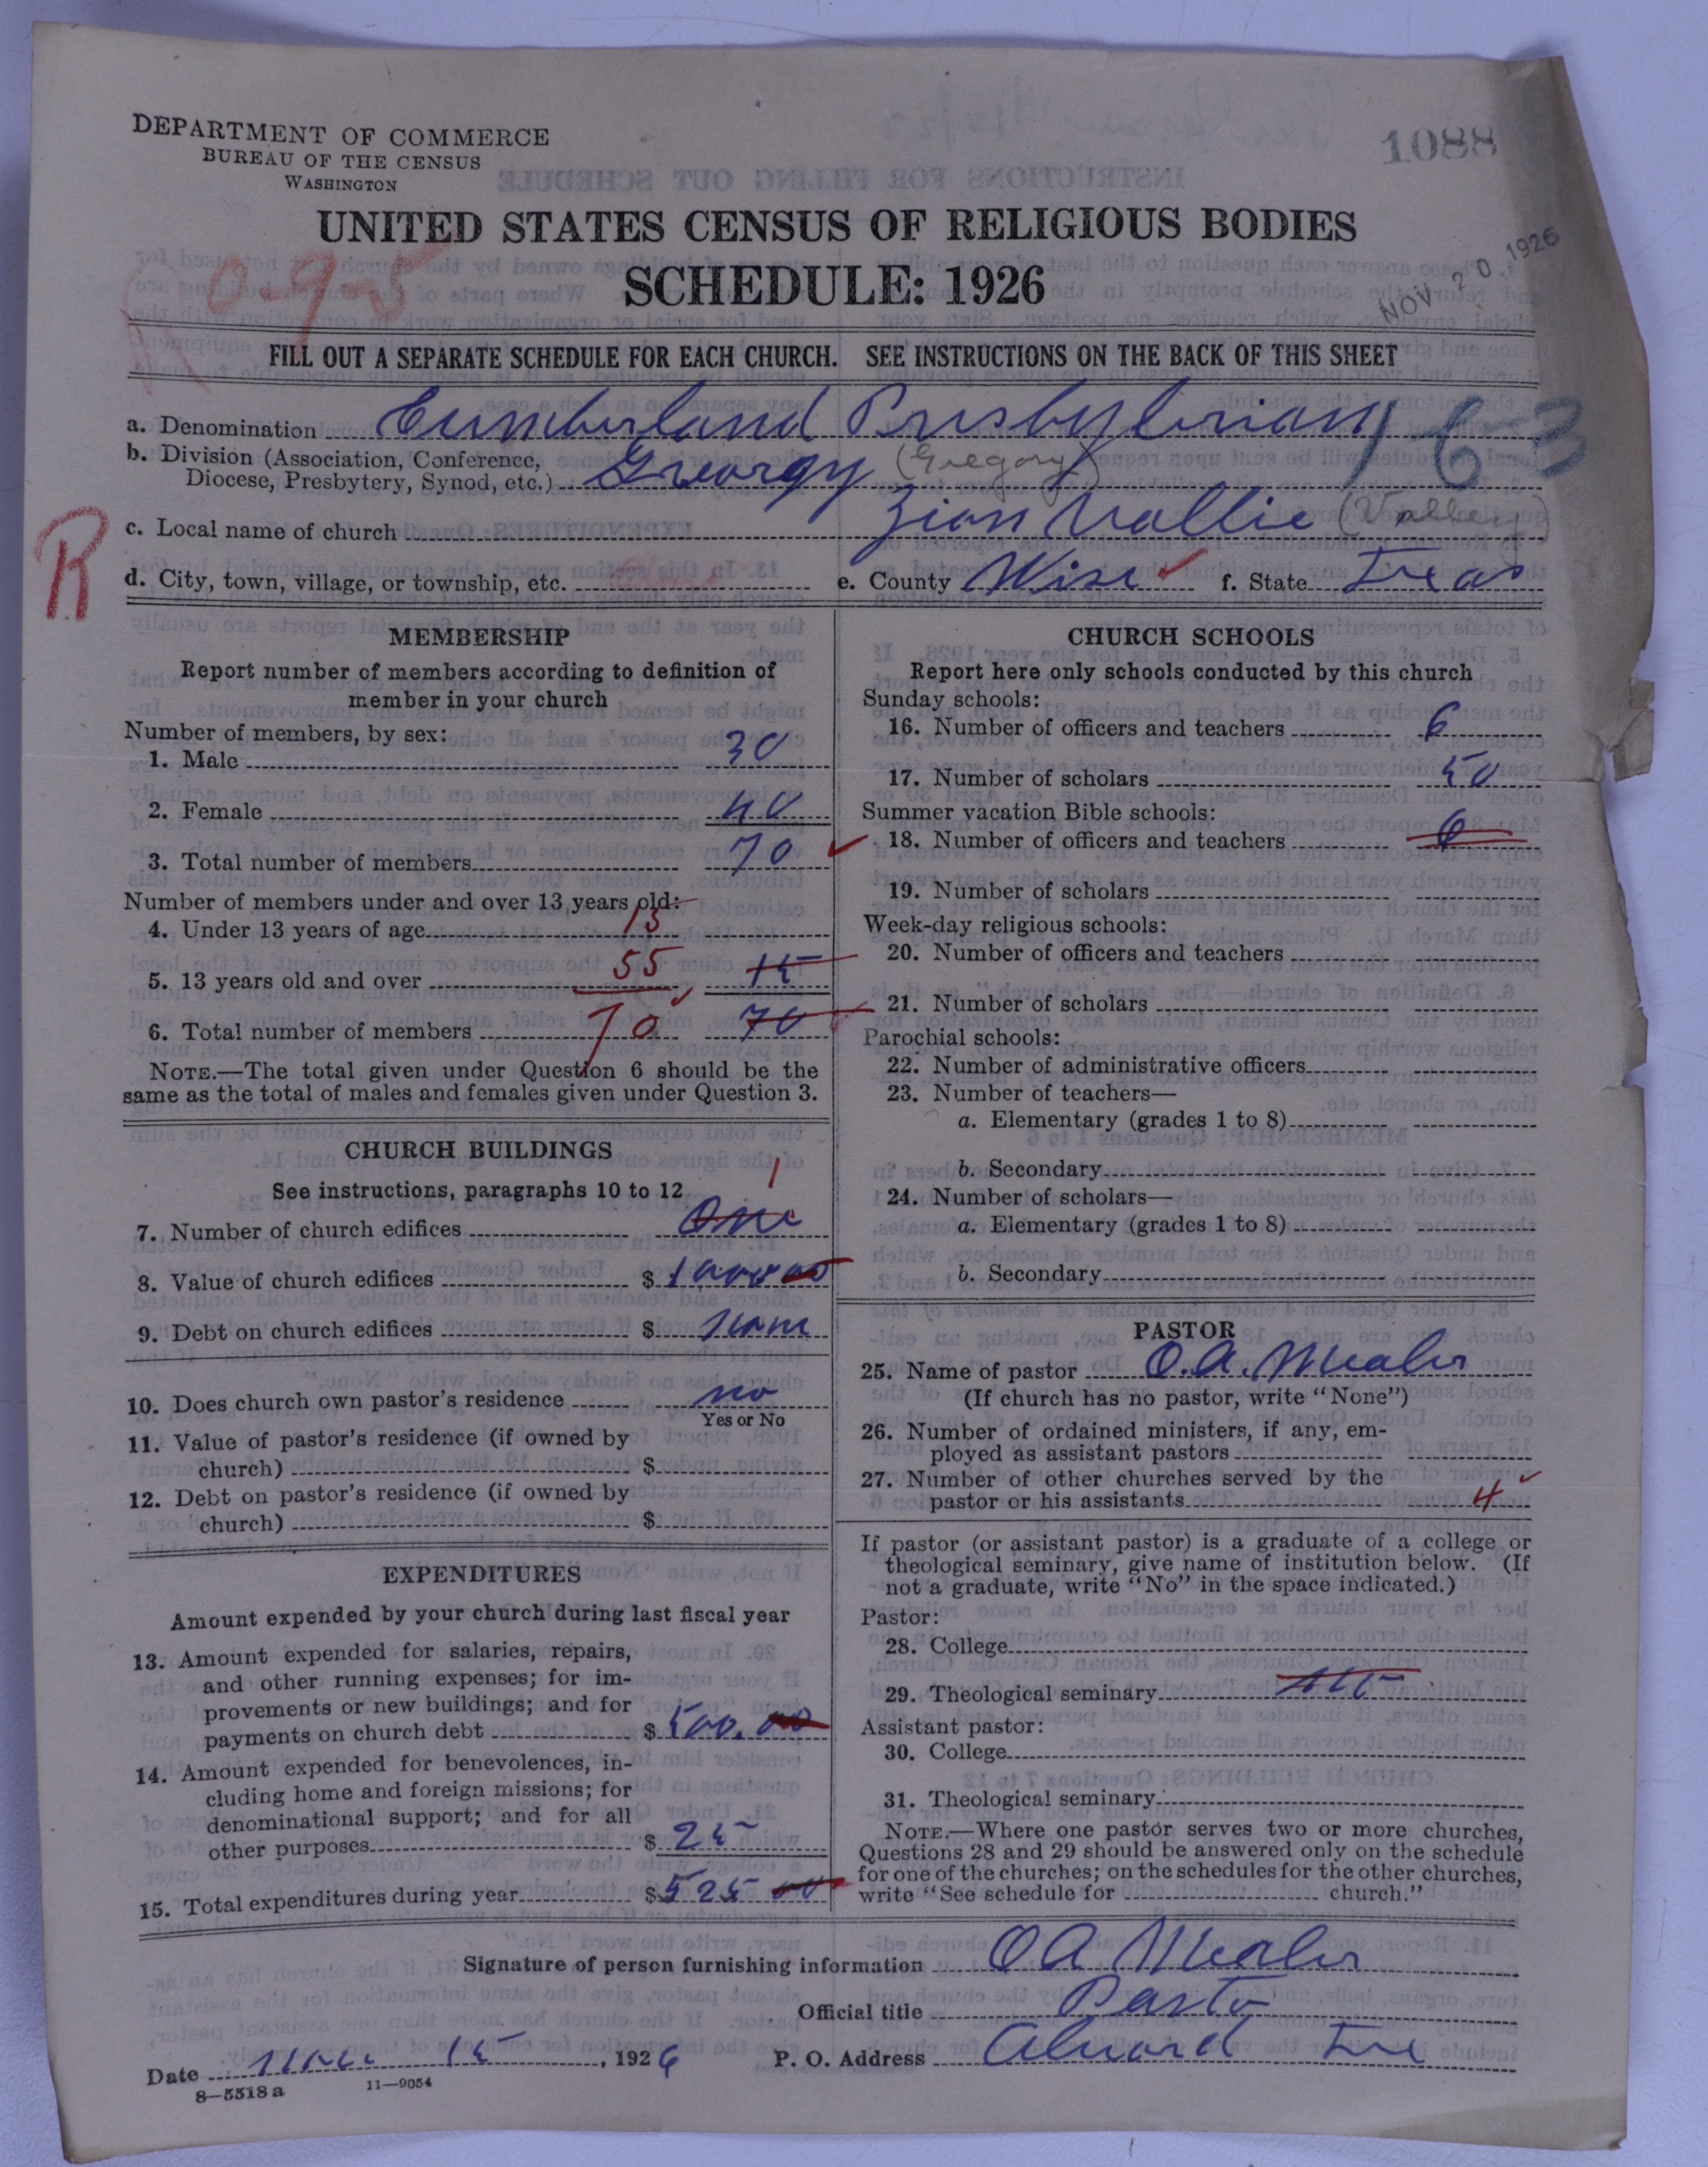 DEPARTMENT OF COMMERCE
BUREAU OF THE CENSUS
WASHINGTON
1088
UNITED STATES CENSUS OF RELIGIOUS BODIES
SCHEDULE: 1926
NOV 20 1926
0-9-5
FILL OUT A SEPARATE SCHEDULE FOR EACH CHURCH. SEE INSTRUCTIONS ON THE BACK OF THIS SHEET
a. Denomination Cumberland Presbyterian
163
b. Division (Association, Conference,
Diocese, Presbytery, Synod, etc.) Greorgy (Gregory)
R
c. Local name of church Zion Vallie (Valley)
d. City, town, village, or township, etc. e. County Wise f. State Texas
MEMBERSHIP
Report number of members according to definition of
member in your church
Number of members, by sex:
1. Male 30
2. Female 40
3. Total number of members 70
Number of members under and over 13 years old:
4. Under 13 years of age 15
5. 13 years old and over 55 15
6. Total number of members 70 70
NOTE.—The total given under Question 6 should be the
same as the total of males and females given under Question 3.
CHURCH BUILDINGS
See instructions, paragraphs 10 to 12
1
7. Number of church edifices One
8. Value of church edifices $ 1000 00
9. Debt on church edifices $ None
10. Does church own pastor's residence no
Yes or No
11. Value of pastor's residence (if owned by
church) $
12. Debt on pastor's residence (if owned by
church) $
EXPENDITURES
Amount expended by your church during last fiscal year
13. Amount expended for salaries, repairs,
and other running expenses; for im-
provements or new buildings; and for
payments on church debt $ 500.00
14. Amount expended for benevolences, in-
cluding home and foreign missions; for
denominational support; and for all
other purposes $ 25
15. Total expenditures during year $ 525 00
CHURCH SCHOOLS
Report here only schools conducted by this church
Sunday schools:
16. Number of officers and teachers 6
17. Number of scholars 50
Summer vacation Bible schools:
18. Number of officers and teachers 6
19. Number of scholars
Week-day religious schools:
20. Number of officers and teachers
21. Number of scholars
Parochial schools:
22. Number of administrative officers
23. Number of teachers—
a. Elementary (grades 1 to 8)
b. Secondary
24. Number of scholars—
a. Elementary (grades 1 to 8)
b. Secondary
PASTOR
25. Name of pastor O.A. Mealer
(If church has no pastor, write "None")
26. Number of ordained ministers, if any, em-
ployed as assistant pastors
27. Number of other churches served by the
pastor or his assistants 4
If pastor (or assistant pastor) is a graduate of a college or
theological seminary, give name of institution below. (If
not a graduate, write "No" in the space indicated.)
Pastor:
28. College
29. Theological seminary
Assistant pastor:
30. College
31. Theological seminary
NOTE.—Where one pastor serves two or more churches,
Questions 28 and 29 should be answered only on the schedule
for one of the churches; on the schedules for the other churches,
write "See schedule for church."
Signature of person furnishing information O A Mealer
Official title Pasto
Date Nov 15, 1926 P. O. Address Alvord Tex
8—5518 a 11—9054